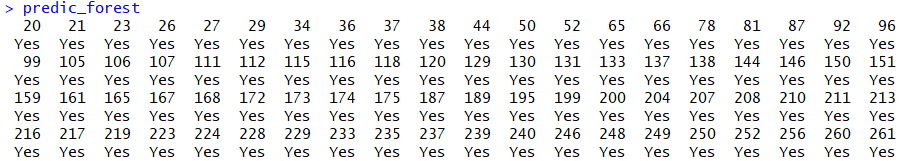 > predic_forest
20 21 23 26 27 29 34 36 37 38 44 50 52 65 66 78 81 87 92 96
Yes Yes Yes Yes Yes Yes Yes Yes Yes Yes Yes Yes Yes Yes Yes Yes Yes Yes Yes Yes
99 105 106 107 111 112 115 116 118 120 129 130 131 133 137 138 144 146 150 151
Yes Yes Yes Yes Yes Yes Yes Yes Yes Yes Yes Yes Yes Yes Yes Yes Yes Yes Yes Yes
159 161 165 167 168 172 173 174 175 187 189 195 199 200 204 207 208 210 211 213
Yes Yes Yes Yes Yes Yes Yes Yes Yes Yes Yes Yes Yes Yes Yes Yes Yes Yes Yes Yes
216 217 219 223 224 228 229 233 235 237 239 240 246 248 249 250 252 256 260 261
Yes Yes Yes Yes Yes Yes Yes Yes Yes Yes Yes Yes Yes Yes Yes Yes Yes Yes Yes Yes